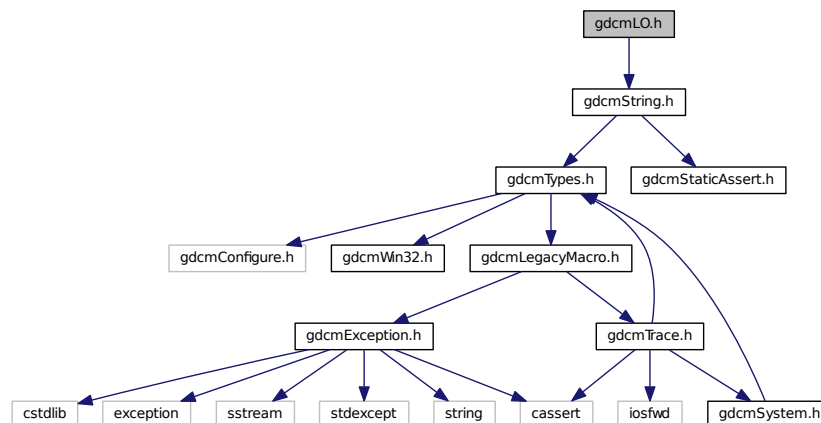 gdcmLO.h
gdcmString.h
gdcmTypes.h
gdcmStaticAssert.h
gdcmConfigure.h
gdcmWin32.h
gdcmLegacyMacro.h
gdcmException.h
gdcmTrace.h
cstdlib
exception
sstream
stdexcept
string
cassert
iosfwd
gdcmSystem.h